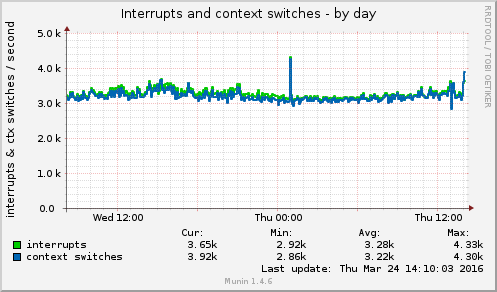 Interrupts and context switches - by day
RRDTOOL / TOBI OETIKER
interrupts & ctx switches / second
5.0 k
4.0 k
3.0 k
2.0 k
1.0 k
0.0
Wed 12:00 Thu 00:00 Thu 12:00
Cur: Min: Avg: Max:
interrupts 3.65k 2.92k 3.28k 4.33k
context switches 3.92k 2.86k 3.22k 4.30k
Last update: Thu Mar 24 14:10:03 2016
Munin 1.4.6